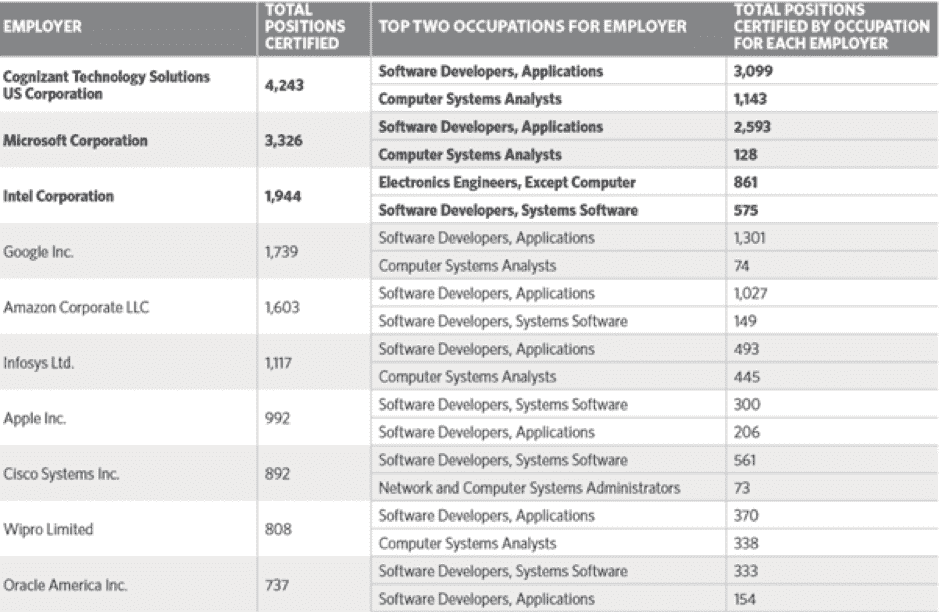 EMPLOYER TOTAL POSITIONS CERTIFIED TOP TWO OCCUPATIONS FOR EMPLOYER TOTAL POSITIONS CERTIFIED BY OCCUPATION FOR EACH EMPLOYER
Cognizant Technology Solutions US Corporation 4,243 Software Developers, Applications 3,099
Computer Systems Analysts 1,143
Microsoft Corporation 3,326 Software Developers, Applications 2,593
Computer Systems Analysts 128
Intel Corporation 1,944 Electronics Engineers, Except Computer 861
Software Developers, Systems Software 575
Google Inc. 1,739 Software Developers, Applications 1,301
Computer Systems Analysts 74
Amazon Corporate LLC 1,603 Software Developers, Applications 1,027
Software Developers, Systems Software 149
Infosys Ltd. 1,117 Software Developers, Applications 493
Computer Systems Analysts 445
Apple Inc. 992 Software Developers, Systems Software 300
Software Developers, Applications 206
Cisco Systems Inc. 892 Software Developers, Systems Software 561
Network and Computer Systems Administrators 73
Wipro Limited 808 Software Developers, Applications 370
Computer Systems Analysts 338
Oracle America Inc. 737 Software Developers, Systems Software 333
Software Developers, Applications 154